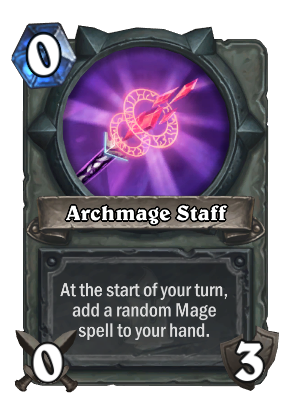 0
Archmage Staff
At the start of your turn,
add a random Mage
spell to your hand.
0 3